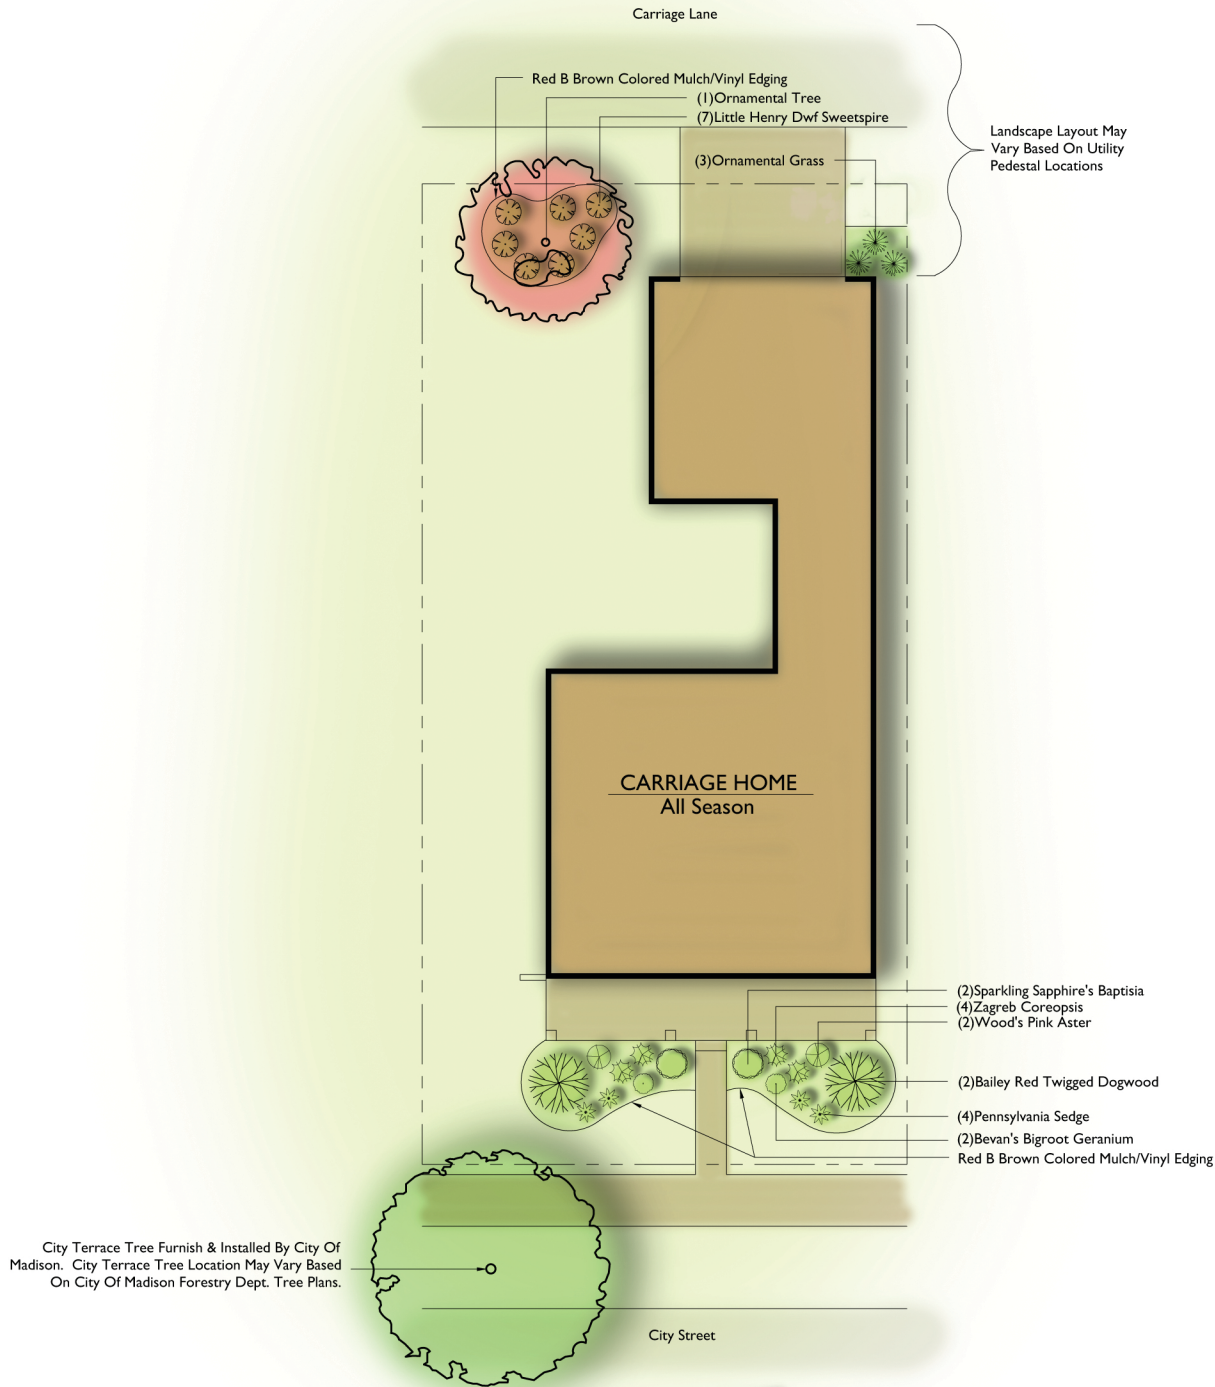 Carriage Lane
Red B Brown Colored Mulch/Vinyl Edging
(1)Ornamental Tree
(7)Little Henry Dwf Sweetspire
(3)Ornamental Grass
Landscape Layout May
Vary Based On Utility
Pedestal Locations
CARRIAGE HOME
All Season
(2)Sparkling Sapphire's Baptisia
(4)Zagreb Coreopsis
(2)Wood's Pink Aster
(2)Bailey Red Twigged Dogwood
(4)Pennsylvania Sedge
(2)Bevan's Bigroot Geranium
Red B Brown Colored Mulch/Vinyl Edging
City Terrace Tree Furnish & Installed By City Of
Madison. City Terrace Tree Location May Vary Based
On City Of Madison Forestry Dept. Tree Plans.
City Street